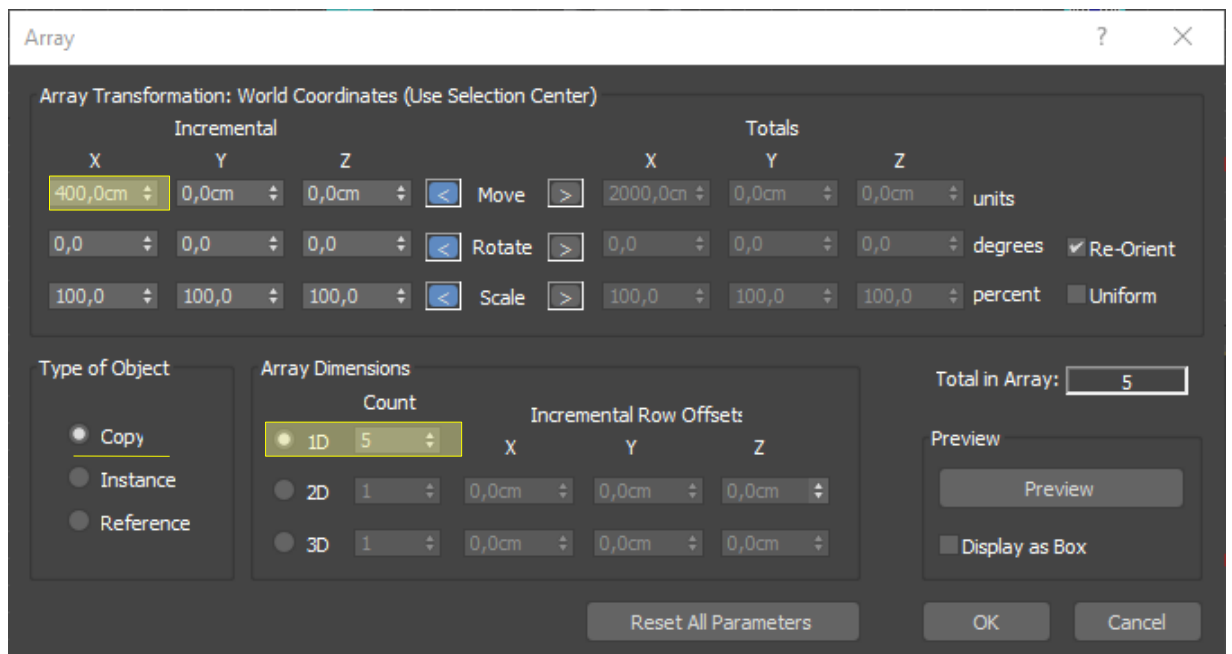 Array ?
Array Transformation: World Coordinates (Use Selection Center)
Incremental Totals
X Y Z X Y Z
400,0cm 0,0cm 0,0cm < Move > 2000,0cm 0,0cm 0,0cm units
0,0 0,0 0,0 < Rotate > 0,0 0,0 0,0 degrees Re-Orient
100,0 100,0 100,0 < Scale > 100,0 100,0 100,0 percent Uniform
Type of Object
Copy
Instance
Reference
Array Dimensions
Count Incremental Row Offsets
X Y Z
1D 5
2D 1 0,0cm 0,0cm 0,0cm
3D 1 0,0cm 0,0cm 0,0cm
Total in Array: 5
Preview
Preview
Display as Box
Reset All Parameters OK Cancel